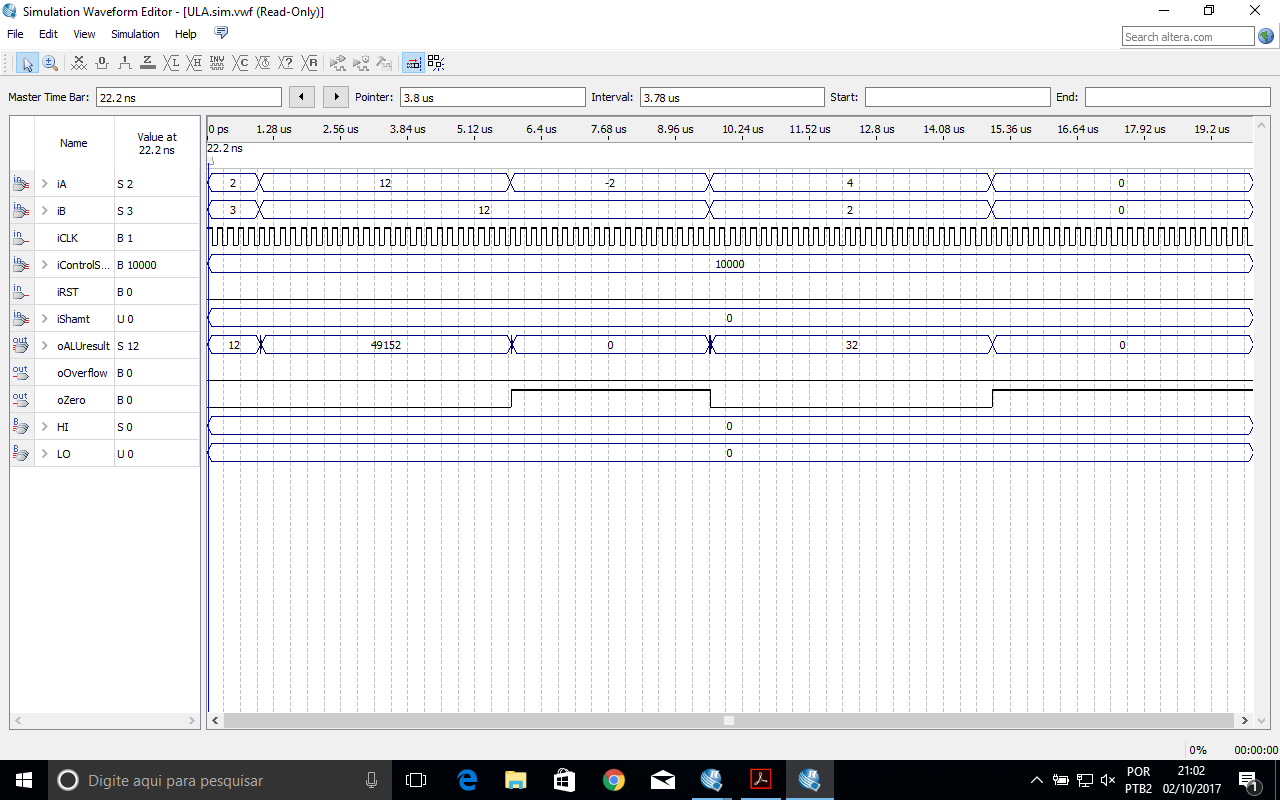 Simulation Waveform Editor - [ULA.sim.vwf (Read-Only)]
File Edit View Simulation Help
Search altera.com
Master Time Bar: 22.2 ns Pointer: 3.8 us Interval: 3.78 us Start: End:
Name Value at 22.2 ns
0 ps 1.28 us 2.56 us 3.84 us 5.12 us 6.4 us 7.68 us 8.96 us 10.24 us 11.52 us 12.8 us 14.08 us 15.36 us 16.64 us 17.92 us 19.2 us
22.2 ns
iA S 2 2 12 -2 4 0
iB S 3 3 12 2 0
iCLK B 1
iControlS... B 10000 10000
iRST B 0
iShamt U 0 0
oALUresult S 12 12 49152 0 32 0
oOverflow B 0
oZero B 0
HI S 0 0
LO U 0 0
0% 00:00:00
Digite aqui para pesquisar
POR 21:02
PTB2 02/10/2017 1